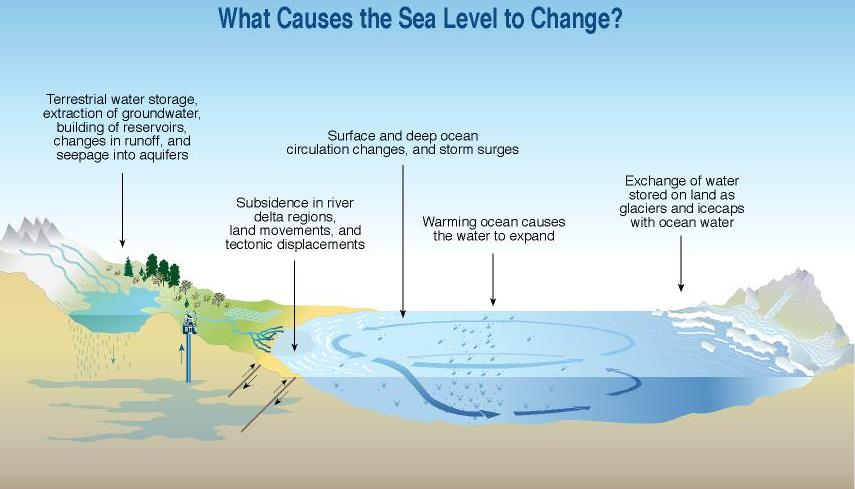 What Causes the Sea Level to Change?
Terrestrial water storage,
extraction of groundwater,
building of reservoirs,
changes in runoff, and
seepage into aquifers
Surface and deep ocean
circulation changes, and storm surges
Subsidence in river
delta regions,
land movements, and
tectonic displacements
Warming ocean causes
the water to expand
Exchange of water
stored on land as
glaciers and icecaps
with ocean water